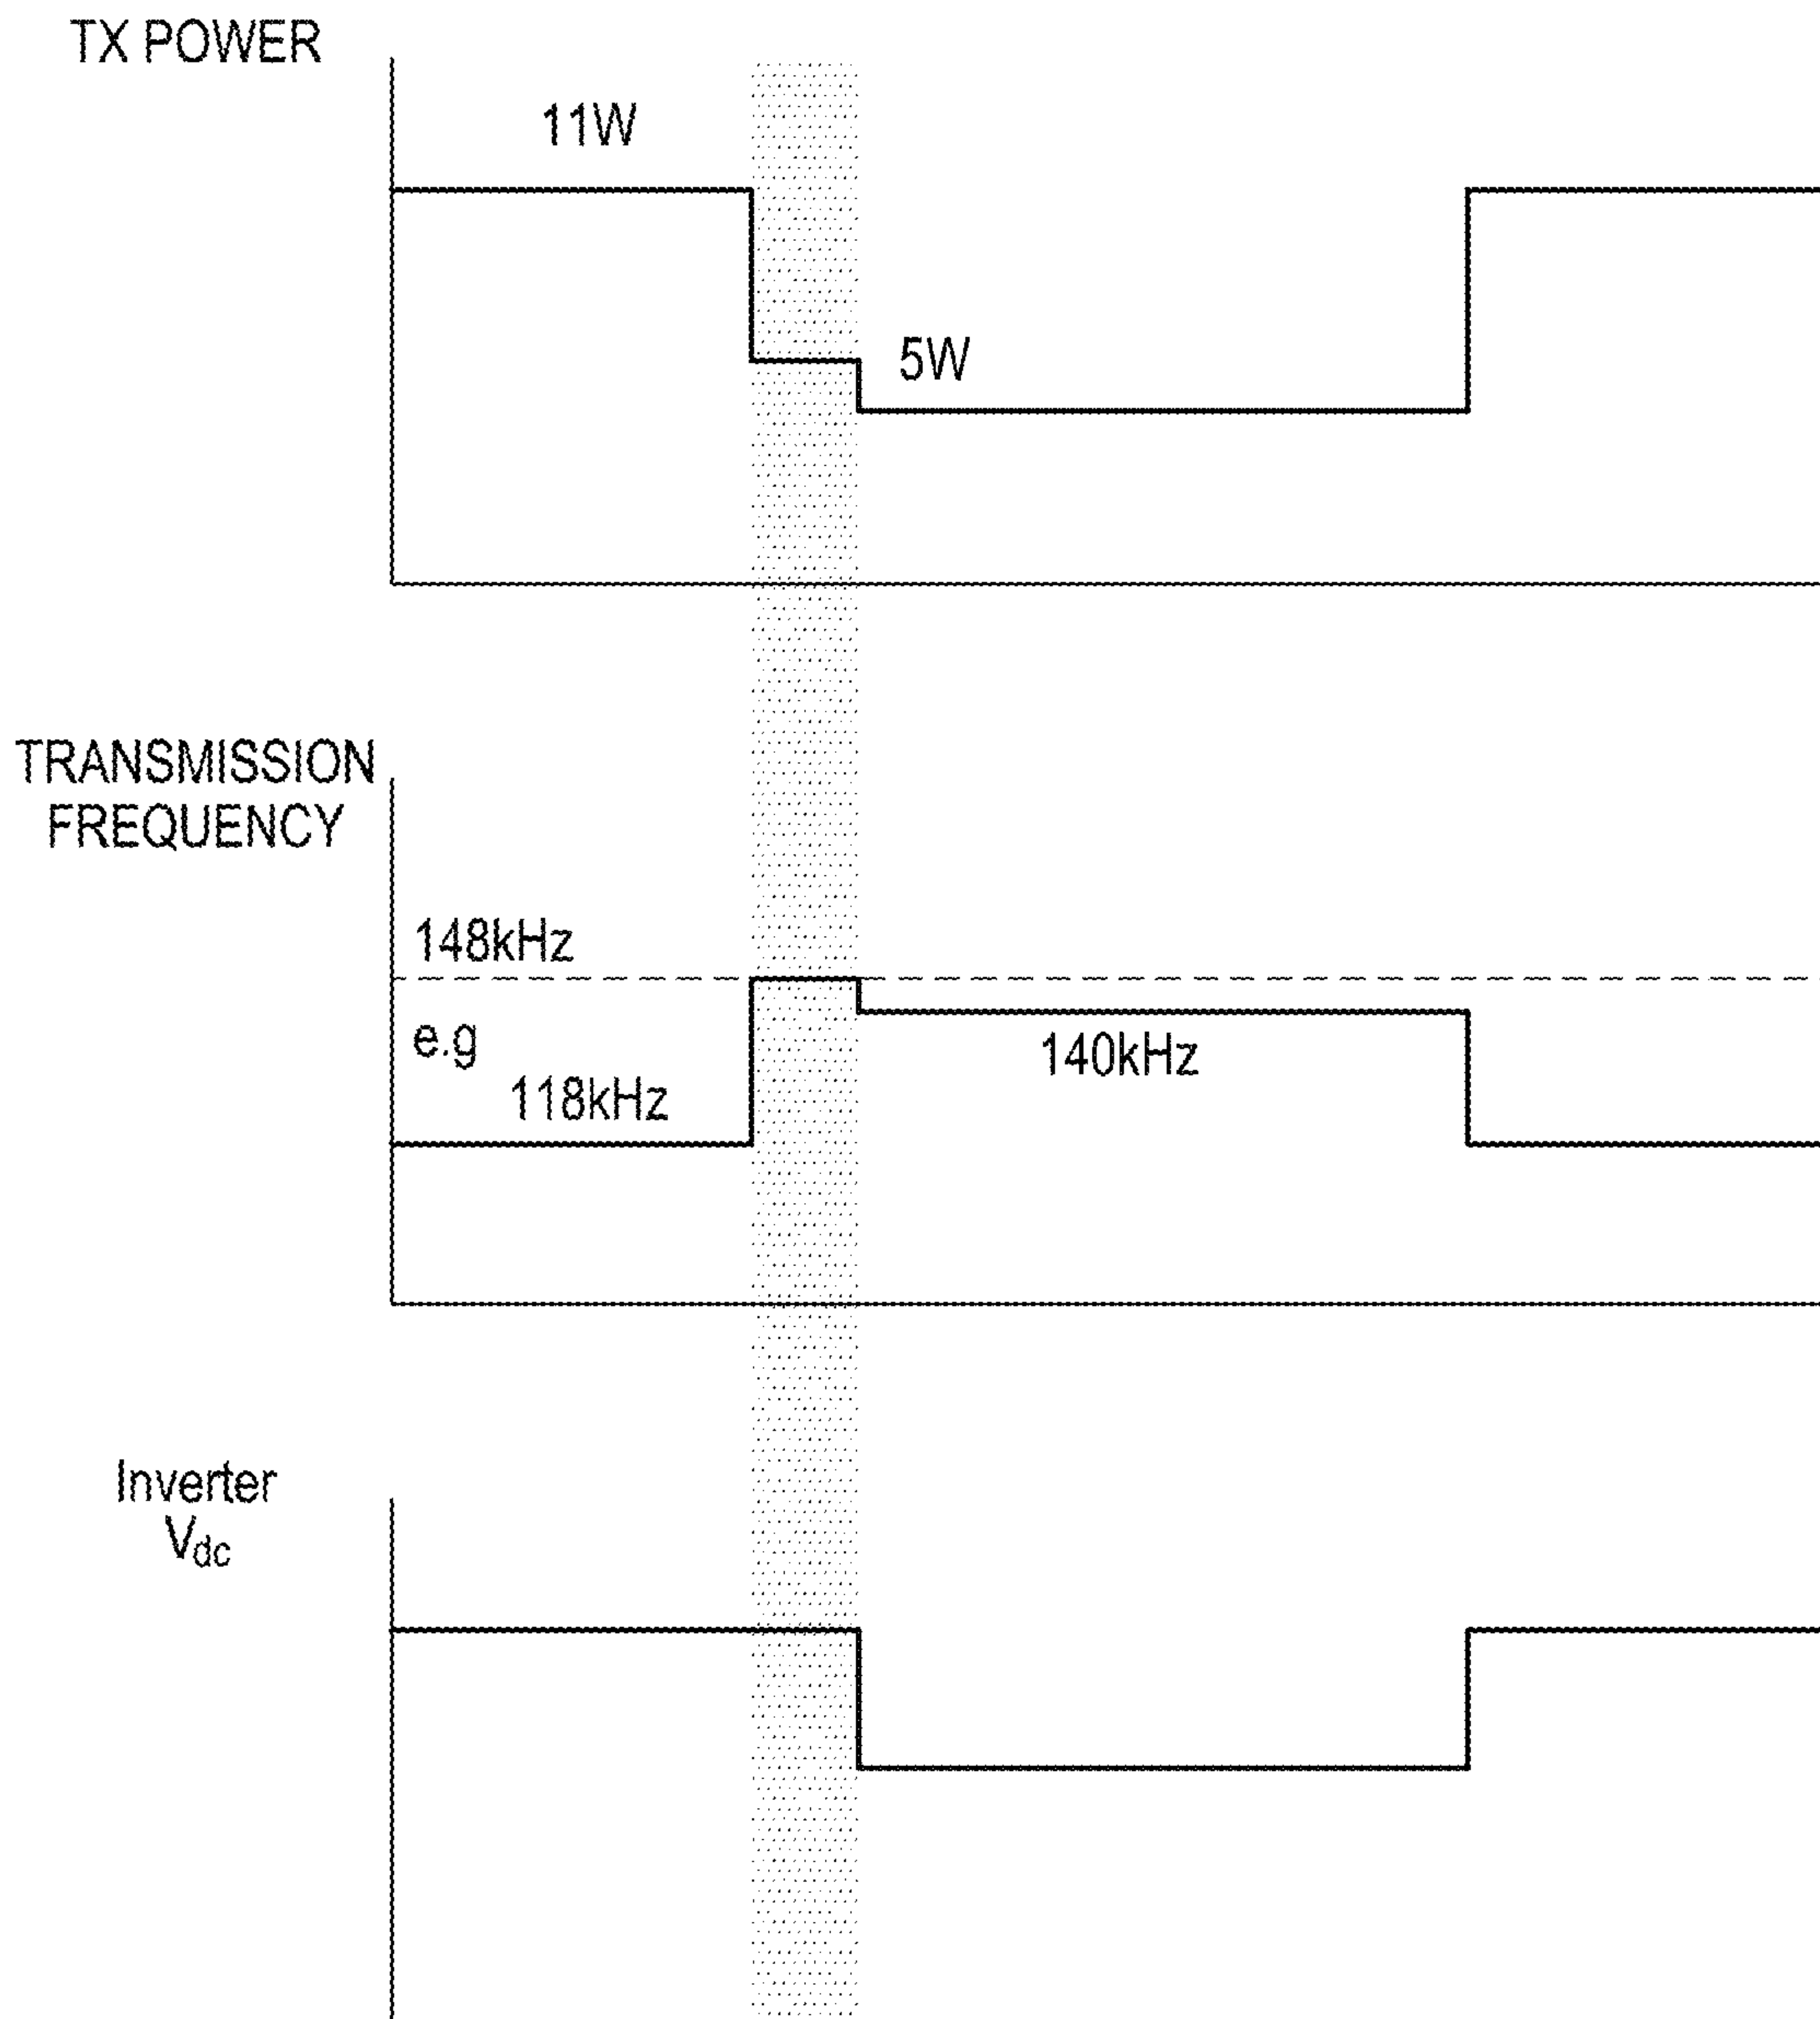 TX POWER
11W
5W
TRANSMISSION
FREQUENCY
148kHz
e.g
118kHz
140kHz
Inverter
Vdc